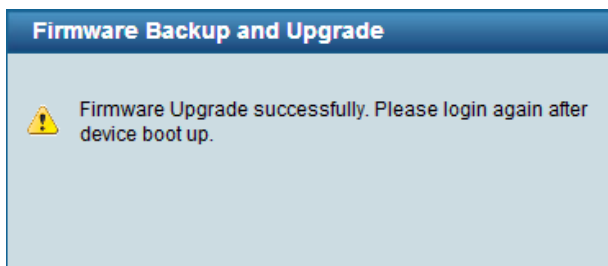 Firmware Backup and Upgrade
Firmware Upgrade successfully. Please login again after
device boot up.